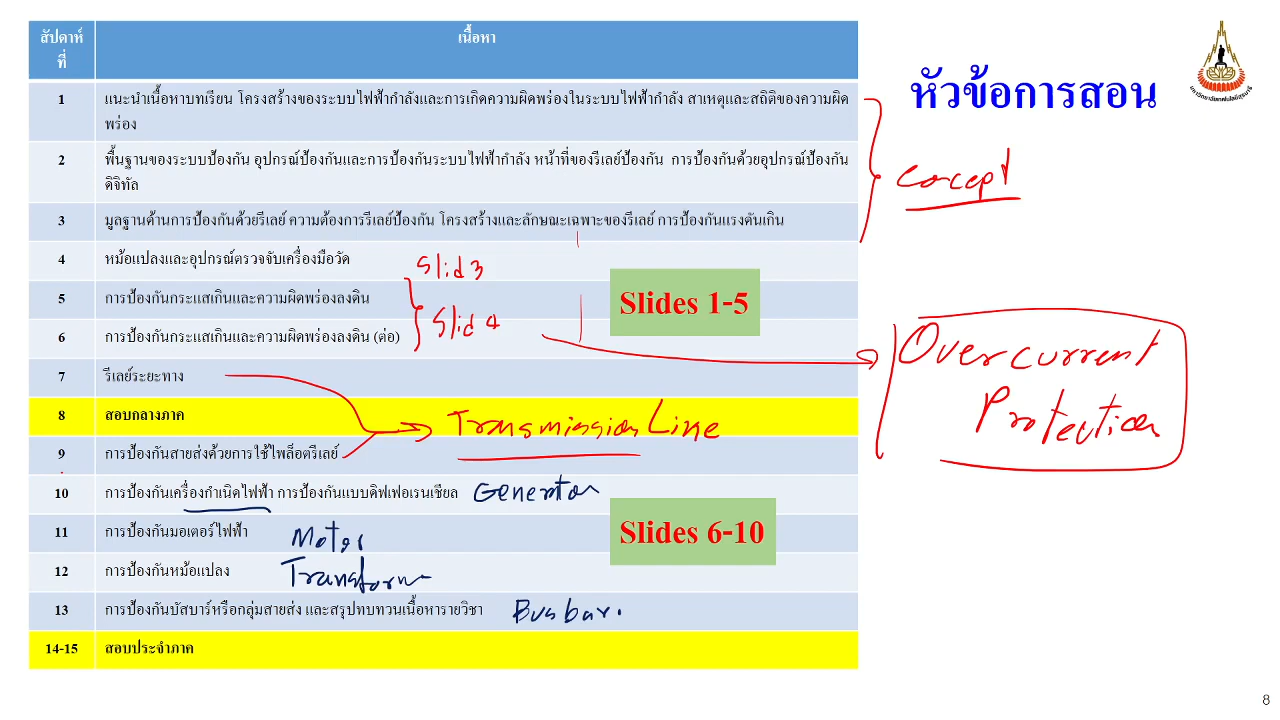 สัปดาห์
ที่
เนื้อหา
หัวข้อการสอน
มหาวิทยาลัยเทคโนโลยีสุรนารี
1
แนะนำเนื้อหาบทเรียน โครงสร้างของระบบไฟฟ้ากำลังและการเกิดความผิดพร่องในระบบไฟฟ้ากำลัง สาเหตุและสถิติของความผิด
พร่อง
2
พื้นฐานของระบบป้องกัน อุปกรณ์ป้องกันและการป้องกันระบบไฟฟ้ากำลัง หน้าที่ของรีเลย์ป้องกัน การป้องกันด้วยอุปกรณ์ป้องกัน
ดิจิทัล
Concept
3
มูลฐานด้านการป้องกันด้วยรีเลย์ ความต้องการรีเลย์ป้องกัน โครงสร้างและลักษณะเฉพาะของรีเลย์ การป้องกันแรงดันเกิน
4
หม้อแปลงและอุปกรณ์ตรวจจับเครื่องมือวัด
Slid 3
5
การป้องกันกระแสเกินและความผิดพร่องลงดิน
Slides 1-5
6
การป้องกันกระแสเกินและความผิดพร่องลงดิน (ต่อ)
Slid 4
Overcurrent
Protection
7
รีเลย์ระยะทาง
8
สอบกลางภาค
Transmission Line
9
การป้องกันสายส่งด้วยการใช้ไพล็อตรีเลย์
10
การป้องกันเครื่องกำเนิดไฟฟ้า การป้องกันแบบดิฟเฟอเรนเชียล
11
การป้องกันมอเตอร์ไฟฟ้า
Motor
Slides 6-10
12
การป้องกันหม้อแปลง
13
การป้องกันบัสบาร์หรือกลุ่มสายส่ง และสรุปทบทวนเนื้อหารายวิชา
Busbar.
14-15
สอบประจำภาค
8